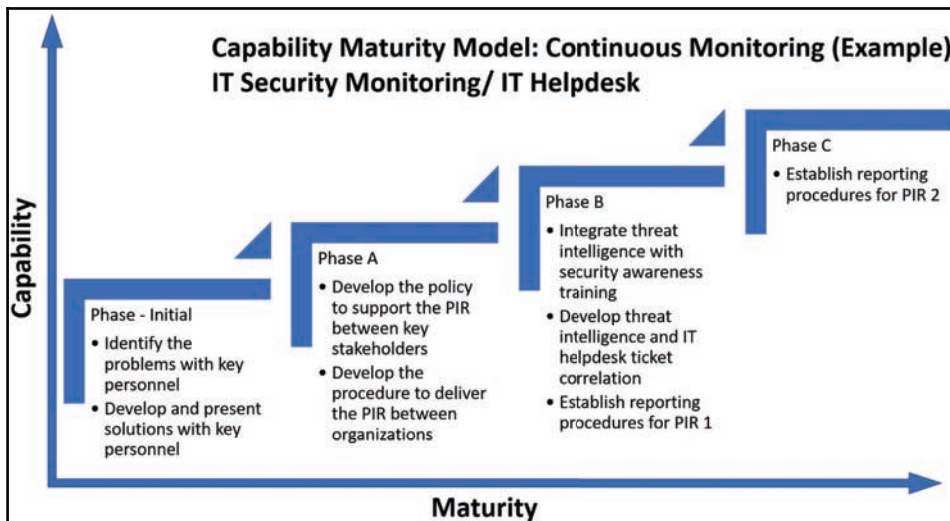 Capability Maturity Model: Continuous Monitoring (Example)
IT Security Monitoring/ IT Helpdesk
Capability
Phase - Initial
• Identify the
problems with key
personnel
• Develop and present
solutions with key
personnel
Phase A
• Develop the policy
to support the PIR
between key
stakeholders
• Develop the
procedure to deliver
the PIR between
organizations
Phase B
• Integrate threat
intelligence with
security awareness
training
• Develop threat
intelligence and IT
helpdesk ticket
correlation
• Establish reporting
procedures for PIR 1
Phase C
• Establish reporting
procedures for PIR 2
Maturity